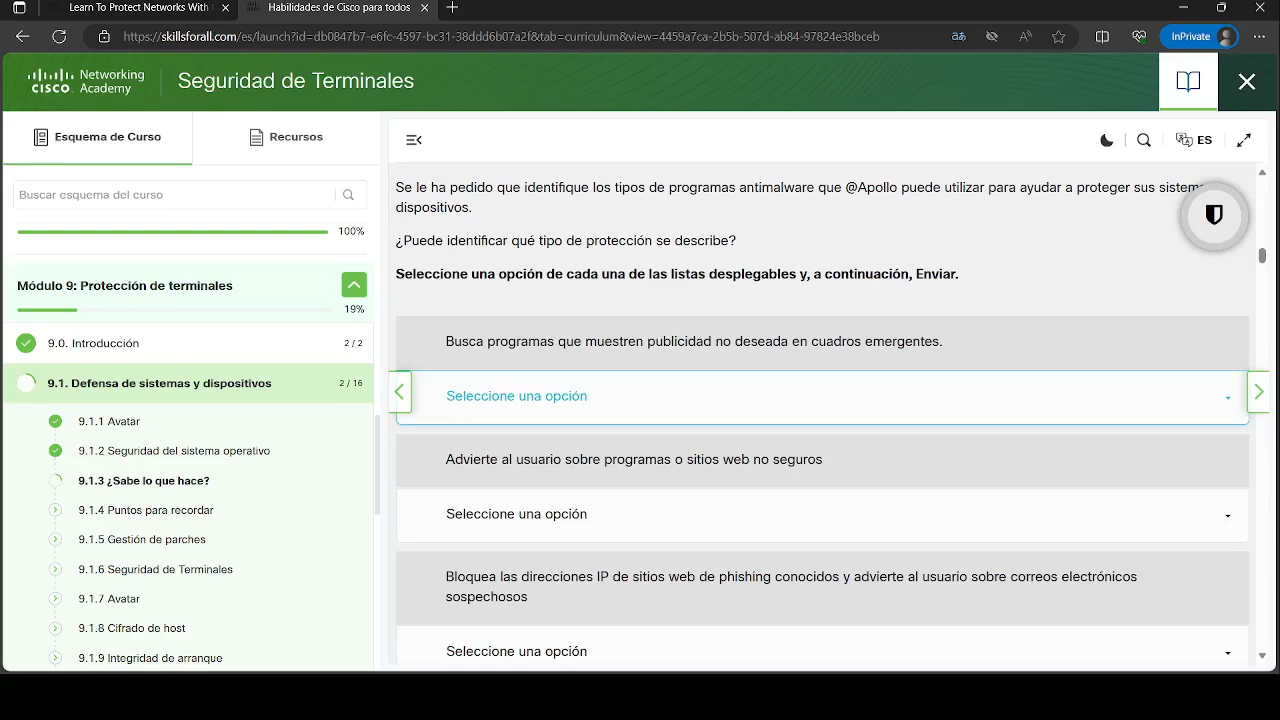 Learn To Protect Networks With
Habilidades de Cisco para todos
https://skillsforall.com/es/launch?id=db0847b7-e6fc-4597-bc31-38ddd6b07a2f&tab=curriculum&view=4459a7ca-2b5b-507d-ab84-97824e38bceb
InPrivate
CISCO Networking Academy
Seguridad de Terminales
Esquema de Curso
Recursos
ES
Buscar esquema del curso
100%
Módulo 9: Protección de terminales
19%
9.0. Introducción
2 / 2
9.1. Defensa de sistemas y dispositivos
2 / 16
9.1.1 Avatar
9.1.2 Seguridad del sistema operativo
9.1.3 ¿Sabe lo que hace?
9.1.4 Puntos para recordar
9.1.5 Gestión de parches
9.1.6 Seguridad de Terminales
9.1.7 Avatar
9.1.8 Cifrado de host
9.1.9 Integridad de arranque
Se le ha pedido que identifique los tipos de programas antimalware que @Apollo puede utilizar para ayudar a proteger sus
dispositivos.
¿Puede identificar qué tipo de protección se describe?
Seleccione una opción de cada una de las listas desplegables y, a continuación, Enviar.
Busca programas que muestren publicidad no deseada en cuadros emergentes.
Seleccione una opción
Advierte al usuario sobre programas o sitios web no seguros
Seleccione una opción
Bloquea las direcciones IP de sitios web de phishing conocidos y advierte al usuario sobre correos electrónicos
sospechosos
Seleccione una opción